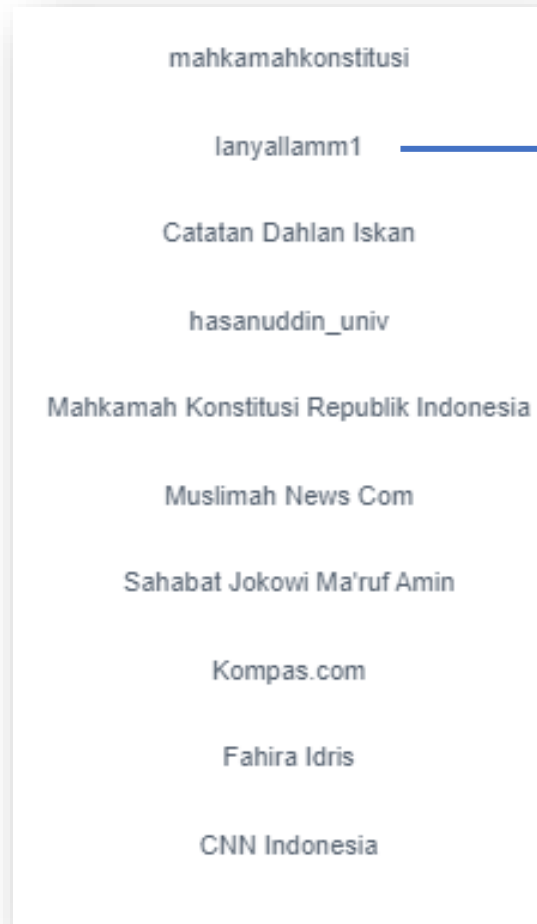 mahkamahkonstitusi
lanyallamm1
Catatan Dahlan Iskan
hasanuddin_univ
Mahkamah Konstitusi Republik Indonesia
Muslimah News Com
Sahabat Jokowi Ma'ruf Amin
Kompas.com
Fahira Idris
CNN Indonesia